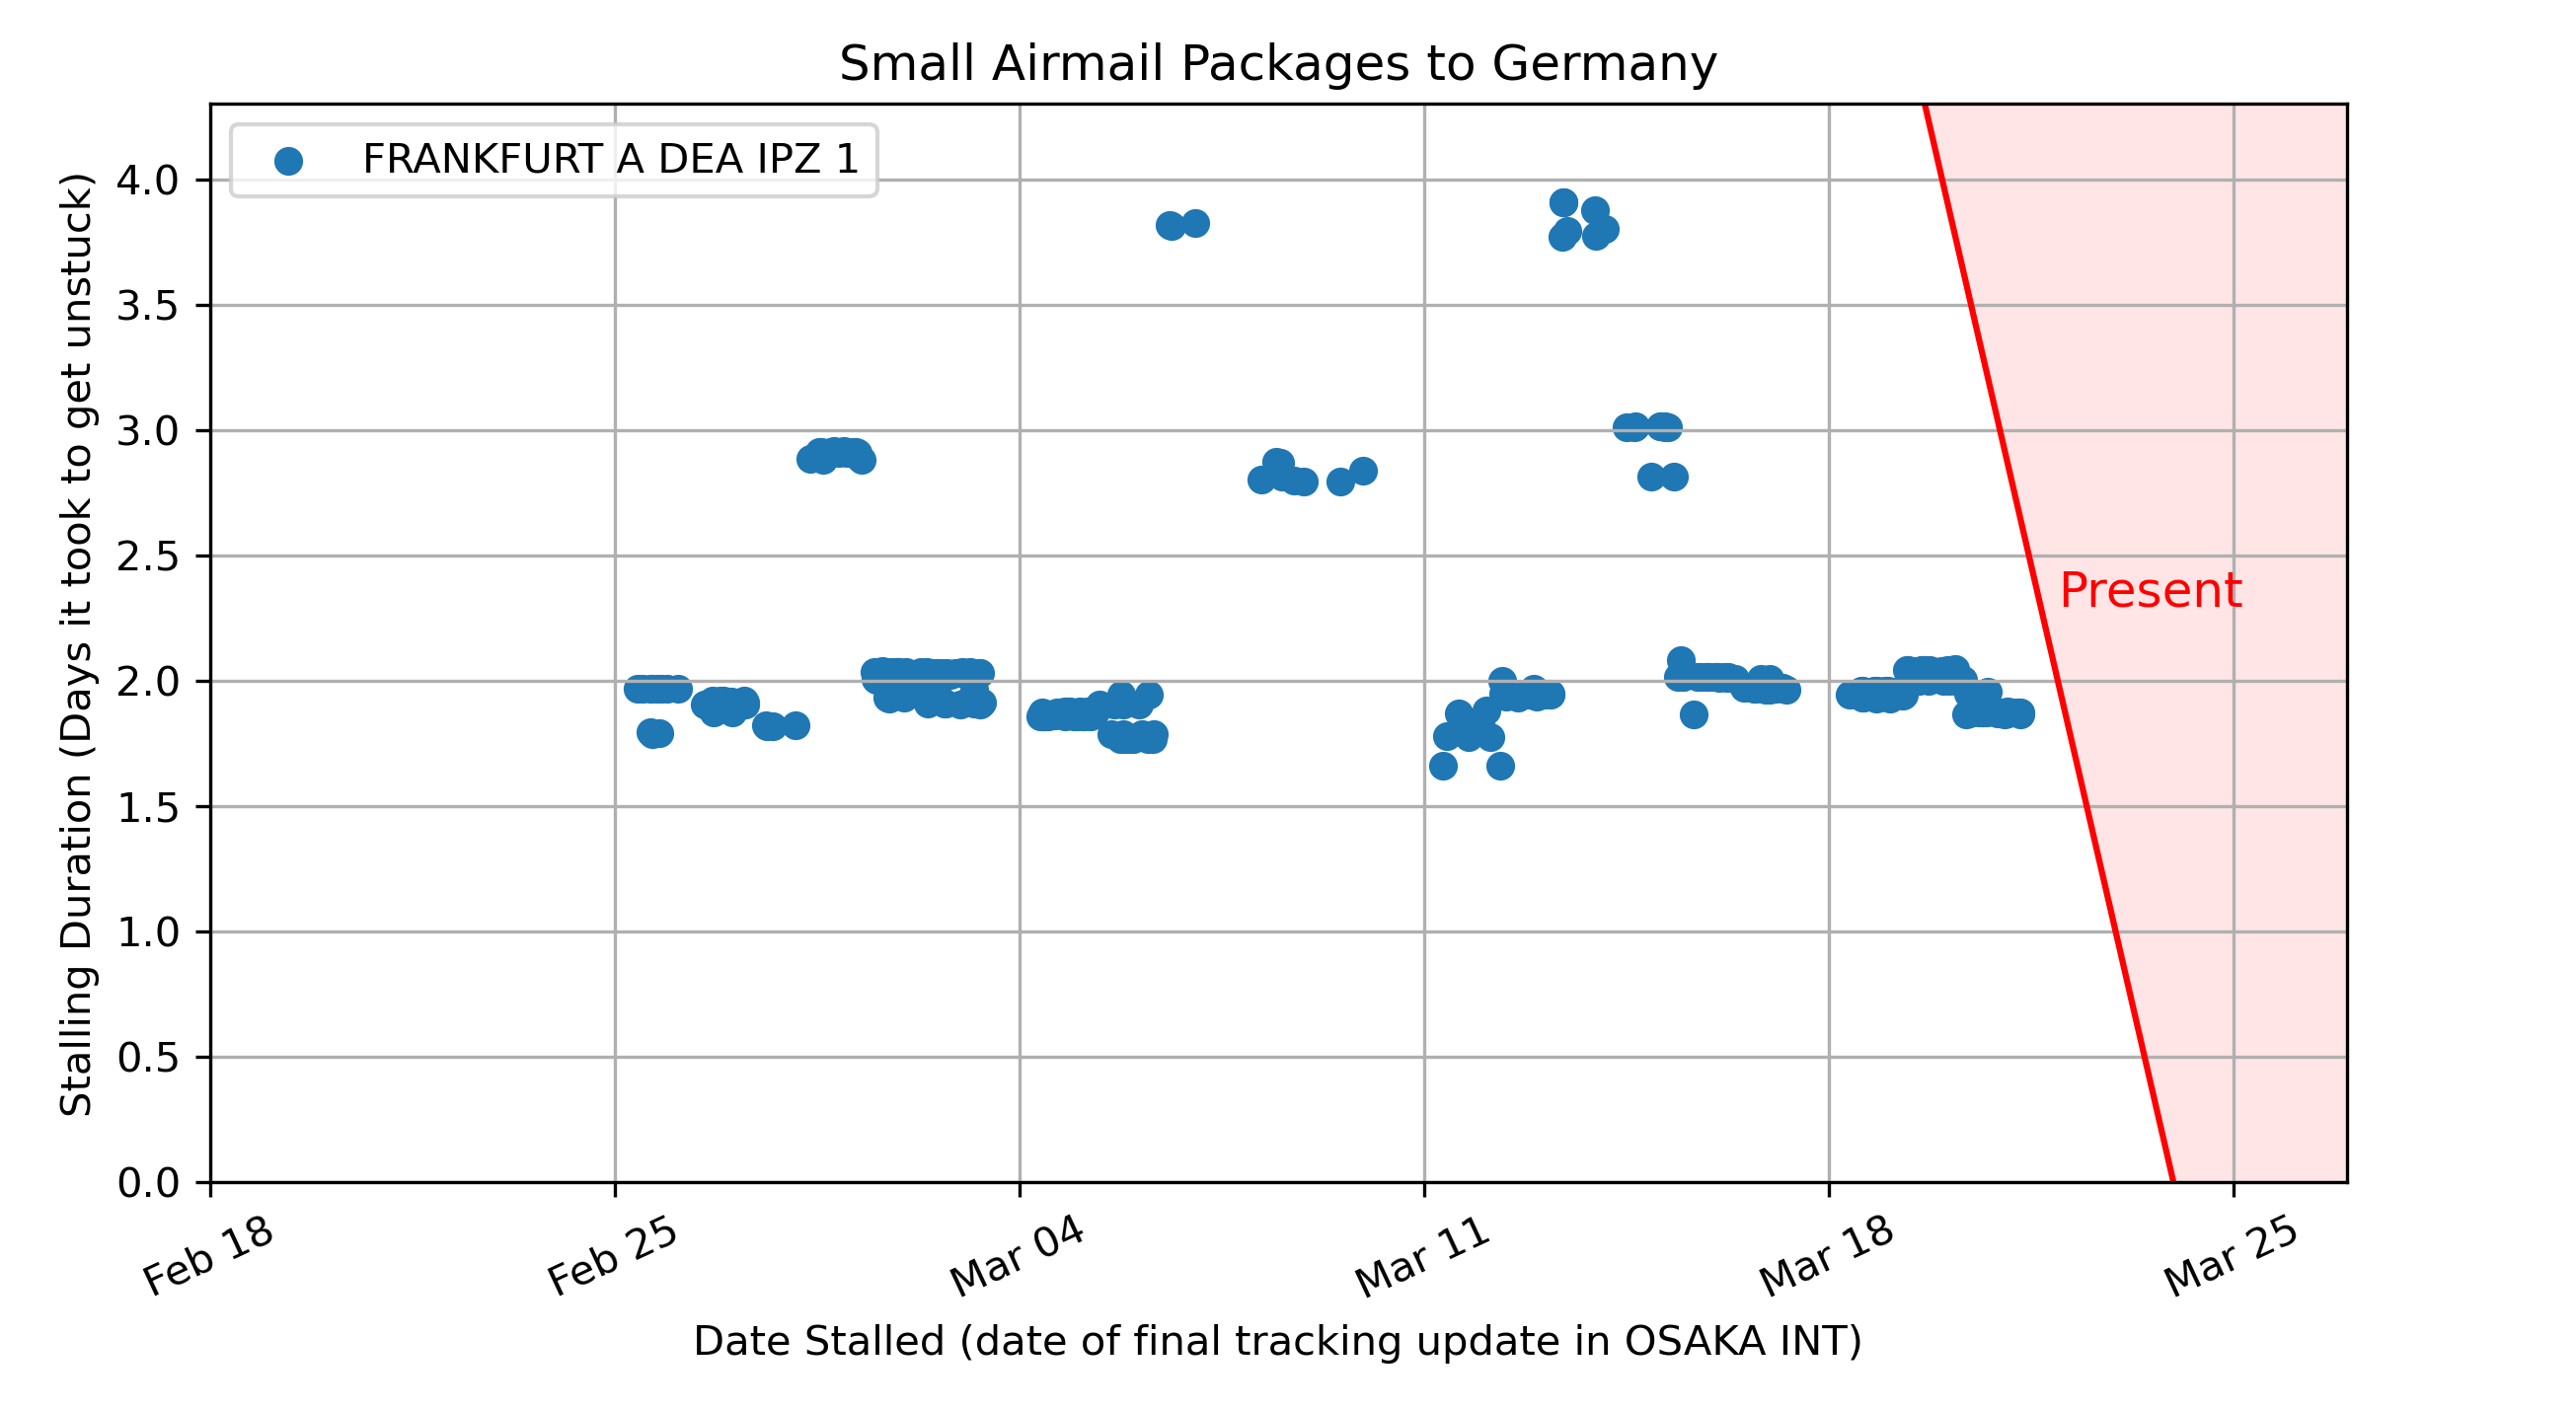 Small Airmail Packages to Germany
FRANKFURT A DEA IPZ 1
Stalling Duration (Days it took to get unstuck)
4.0
3.5
3.0
2.5
2.0
1.5
1.0
0.5
0.0
Present
Feb 18
Feb 25
Mar 04
Mar 11
Mar 18
Mar 25
Date Stalled (date of final tracking update in OSAKA INT)